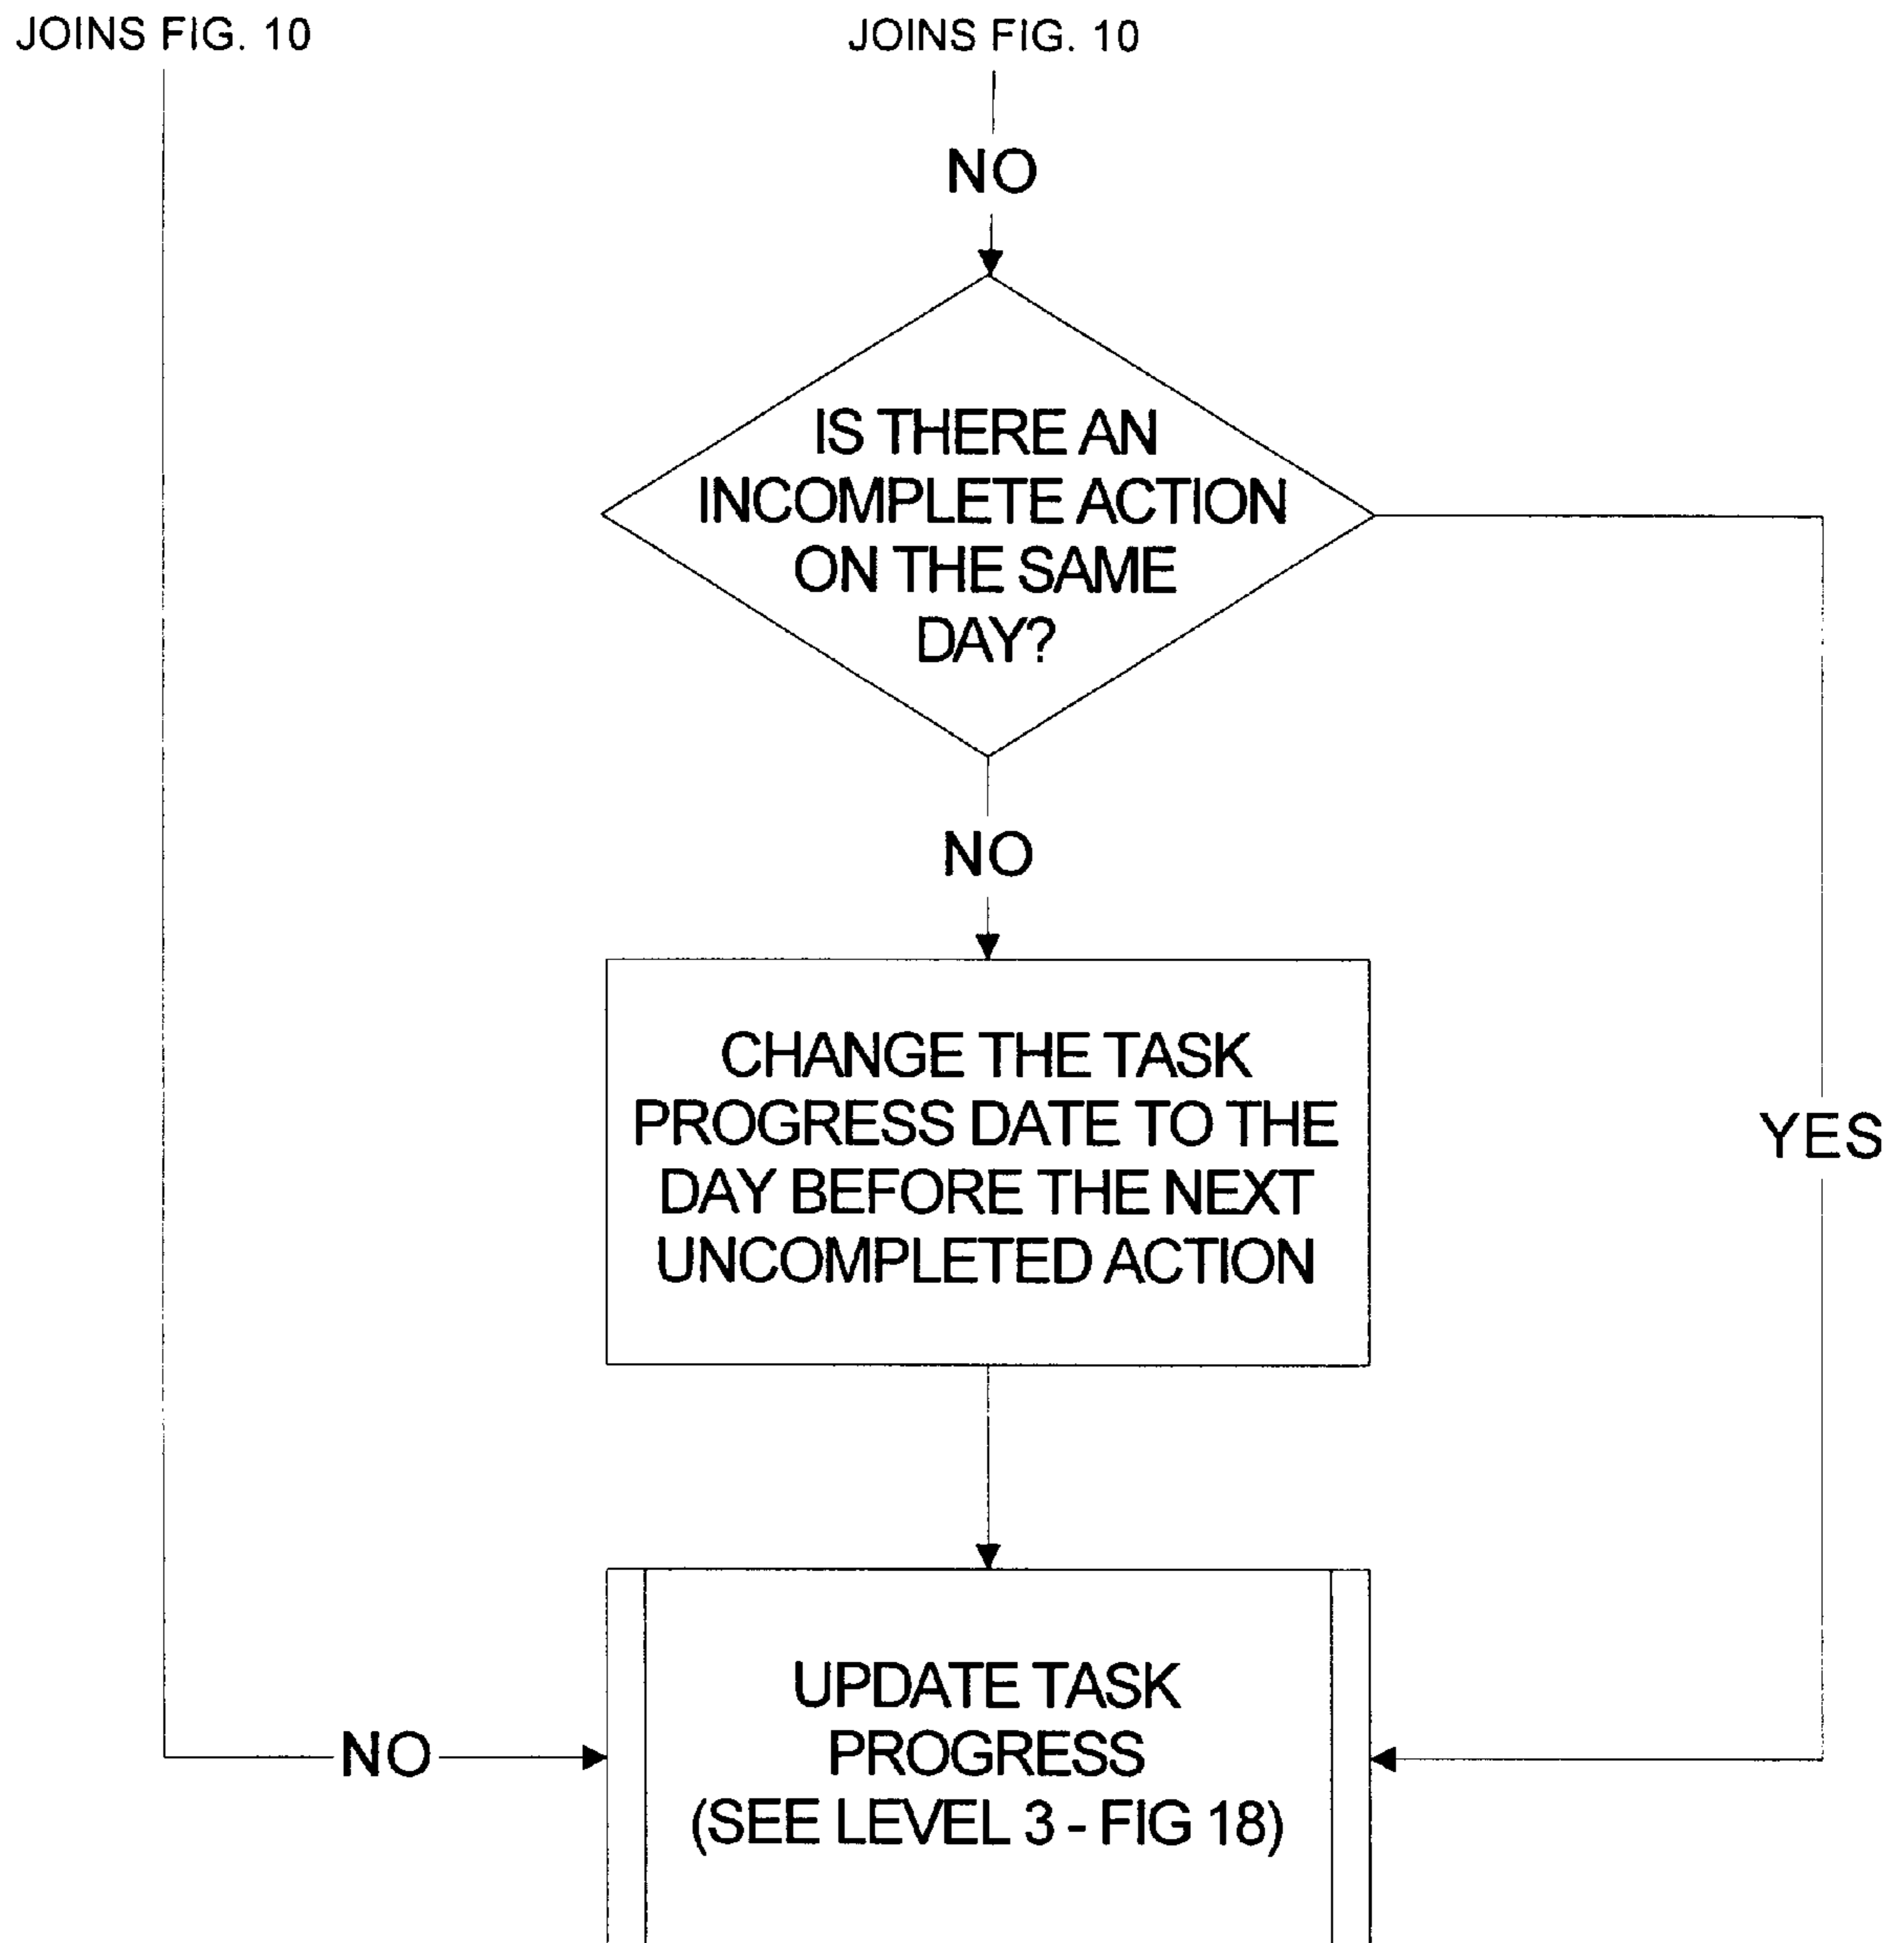 JOINS FIG. 10
JOINS FIG. 10
NO
IS THERE AN
INCOMPLETE ACTION
ON THE SAME
DAY?
NO
CHANGE THE TASK
PROGRESS DATE TO THE
DAY BEFORE THE NEXT
UNCOMPLETED ACTION
YES
UPDATE TASK
PROGRESS
(SEE LEVEL 3 - FIG 18)
NO